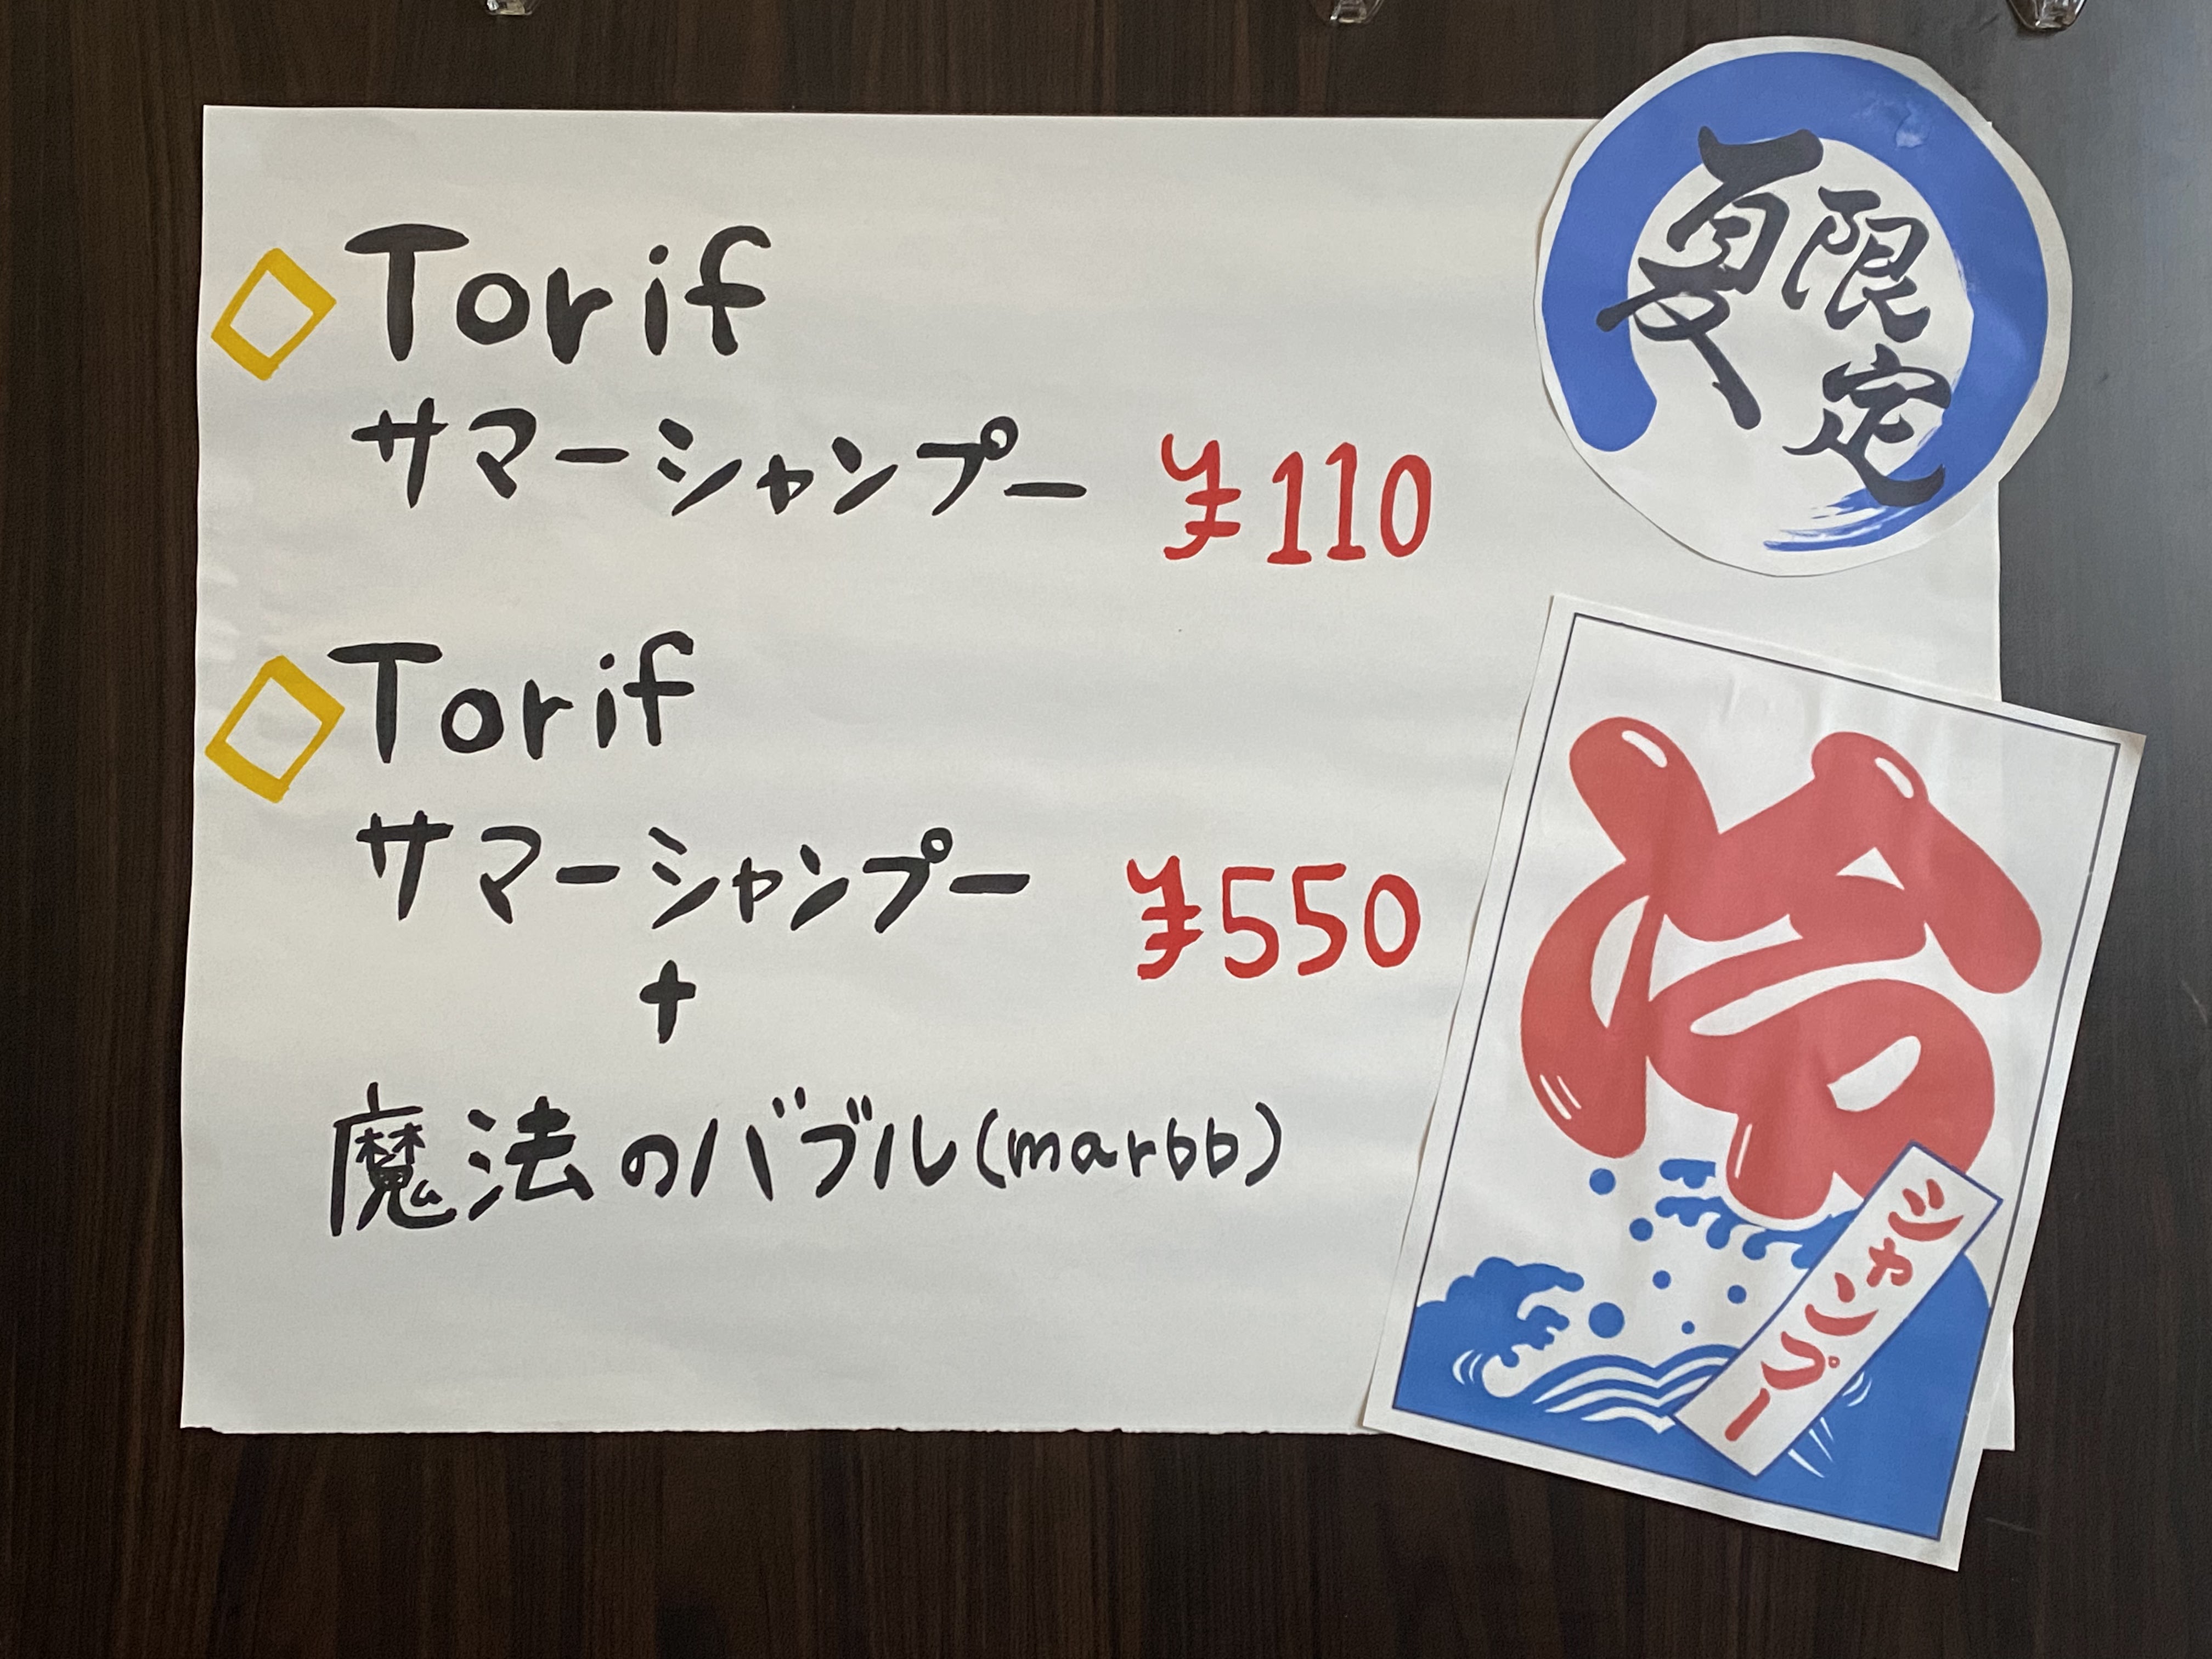 Torif
サマーシャンプー ¥110
Torif
サマーシャンプー ¥550
+
魔法のバブル(marbb)
夏限定
冷
シャンプー